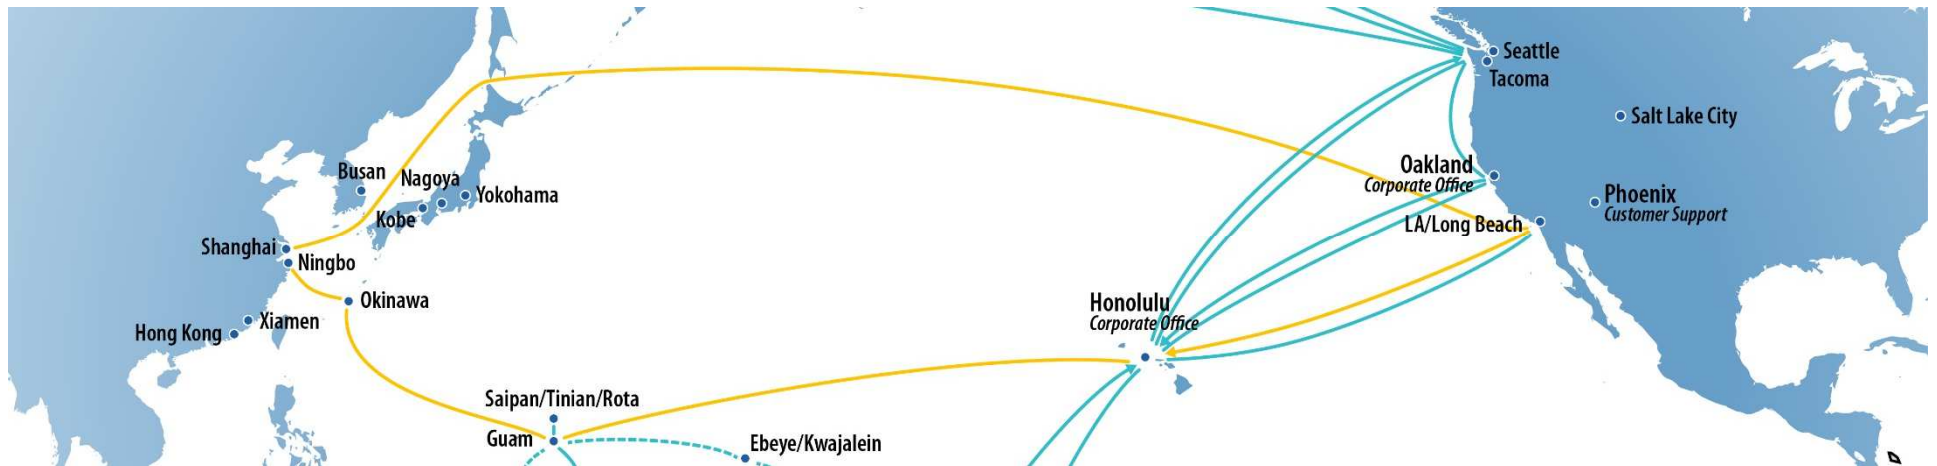 Seattle
Tacoma
Salt Lake City
Busan
Nagoya
Yokohama
Kobe
Oakland
Corporate Office
Phoenix
Customer Support
LA/Long Beach
Shanghai
Ningbo
Okinawa
Honolulu
Corporate Office
Xiamen
Hong Kong
Saipan/Tinian/Rota
Guam
Ebeye/Kwajalein